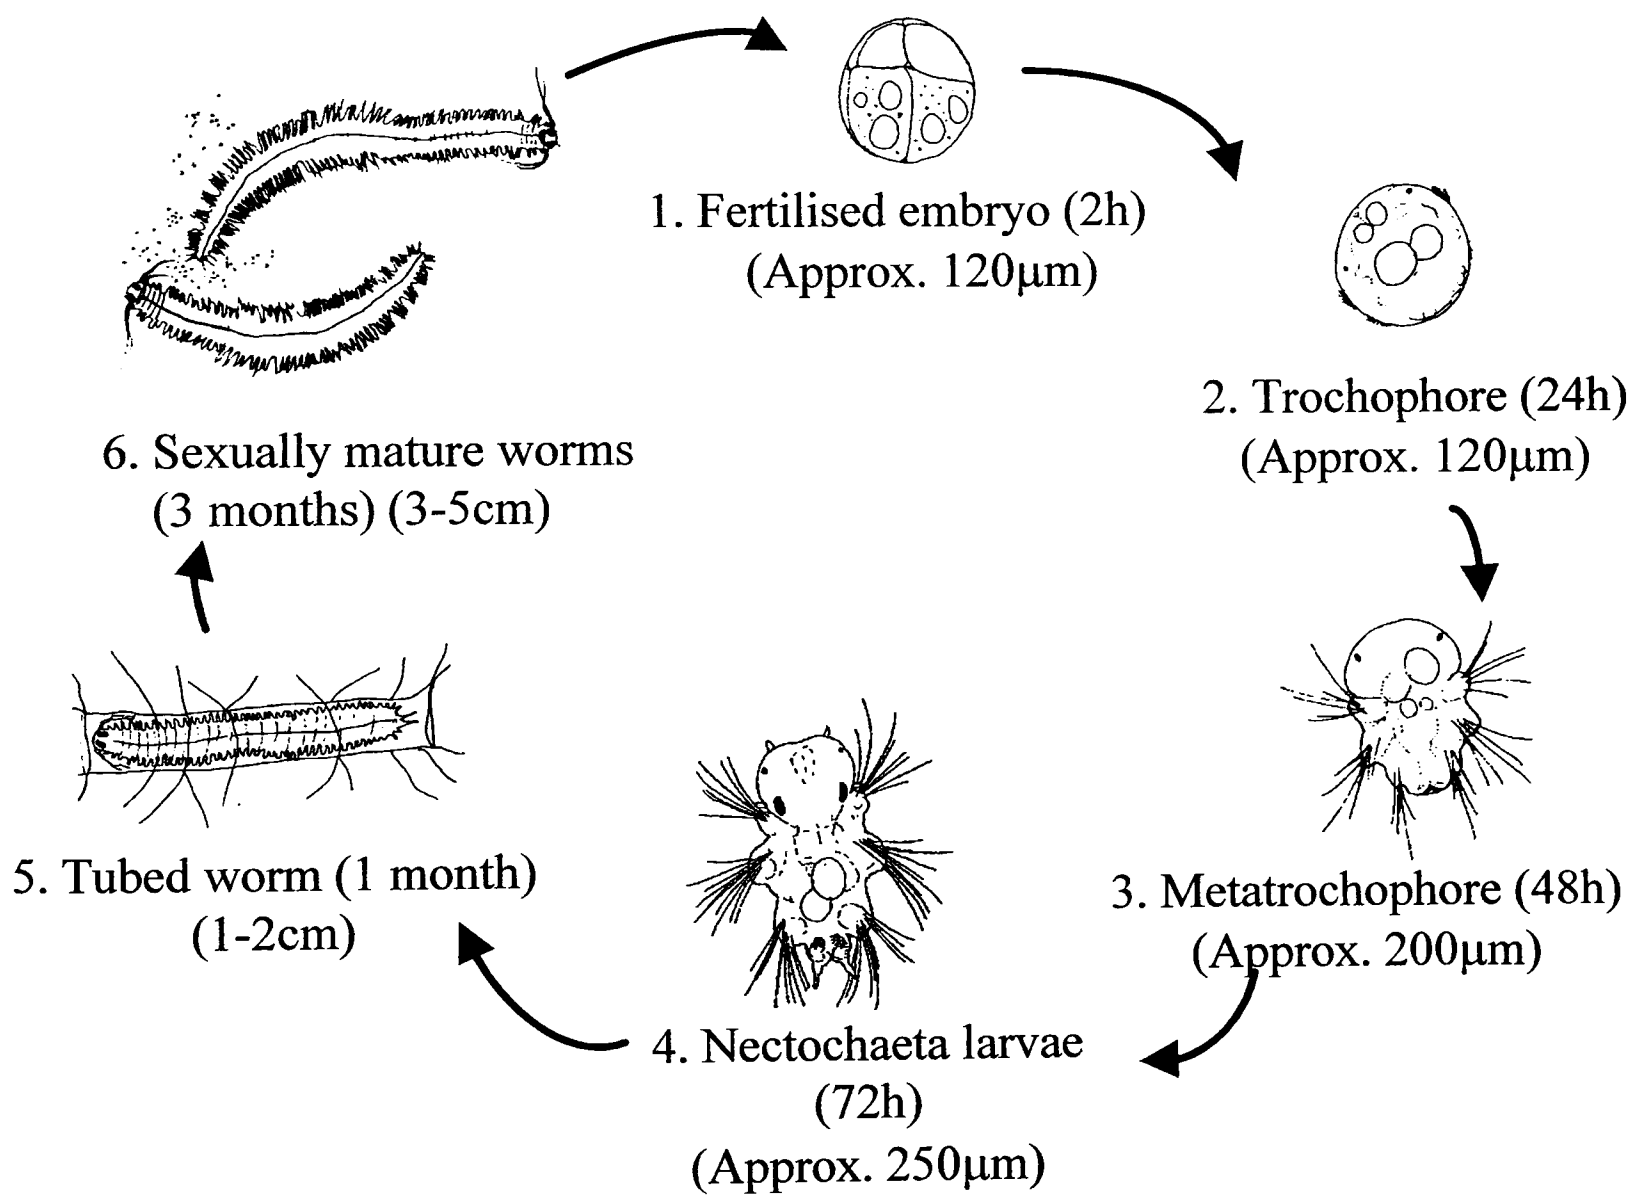 1. Fertilised embryo (2h)
(Approx. 120μm)
2. Trochophore (24h)
(Approx. 120μm)
3. Metatrochophore (48h)
(Approx. 200μm)
4. Nectochaeta larvae
(72h)
(Approx. 250μm)
5. Tubed worm (1 month)
(1-2cm)
6. Sexually mature worms
(3 months) (3-5cm)